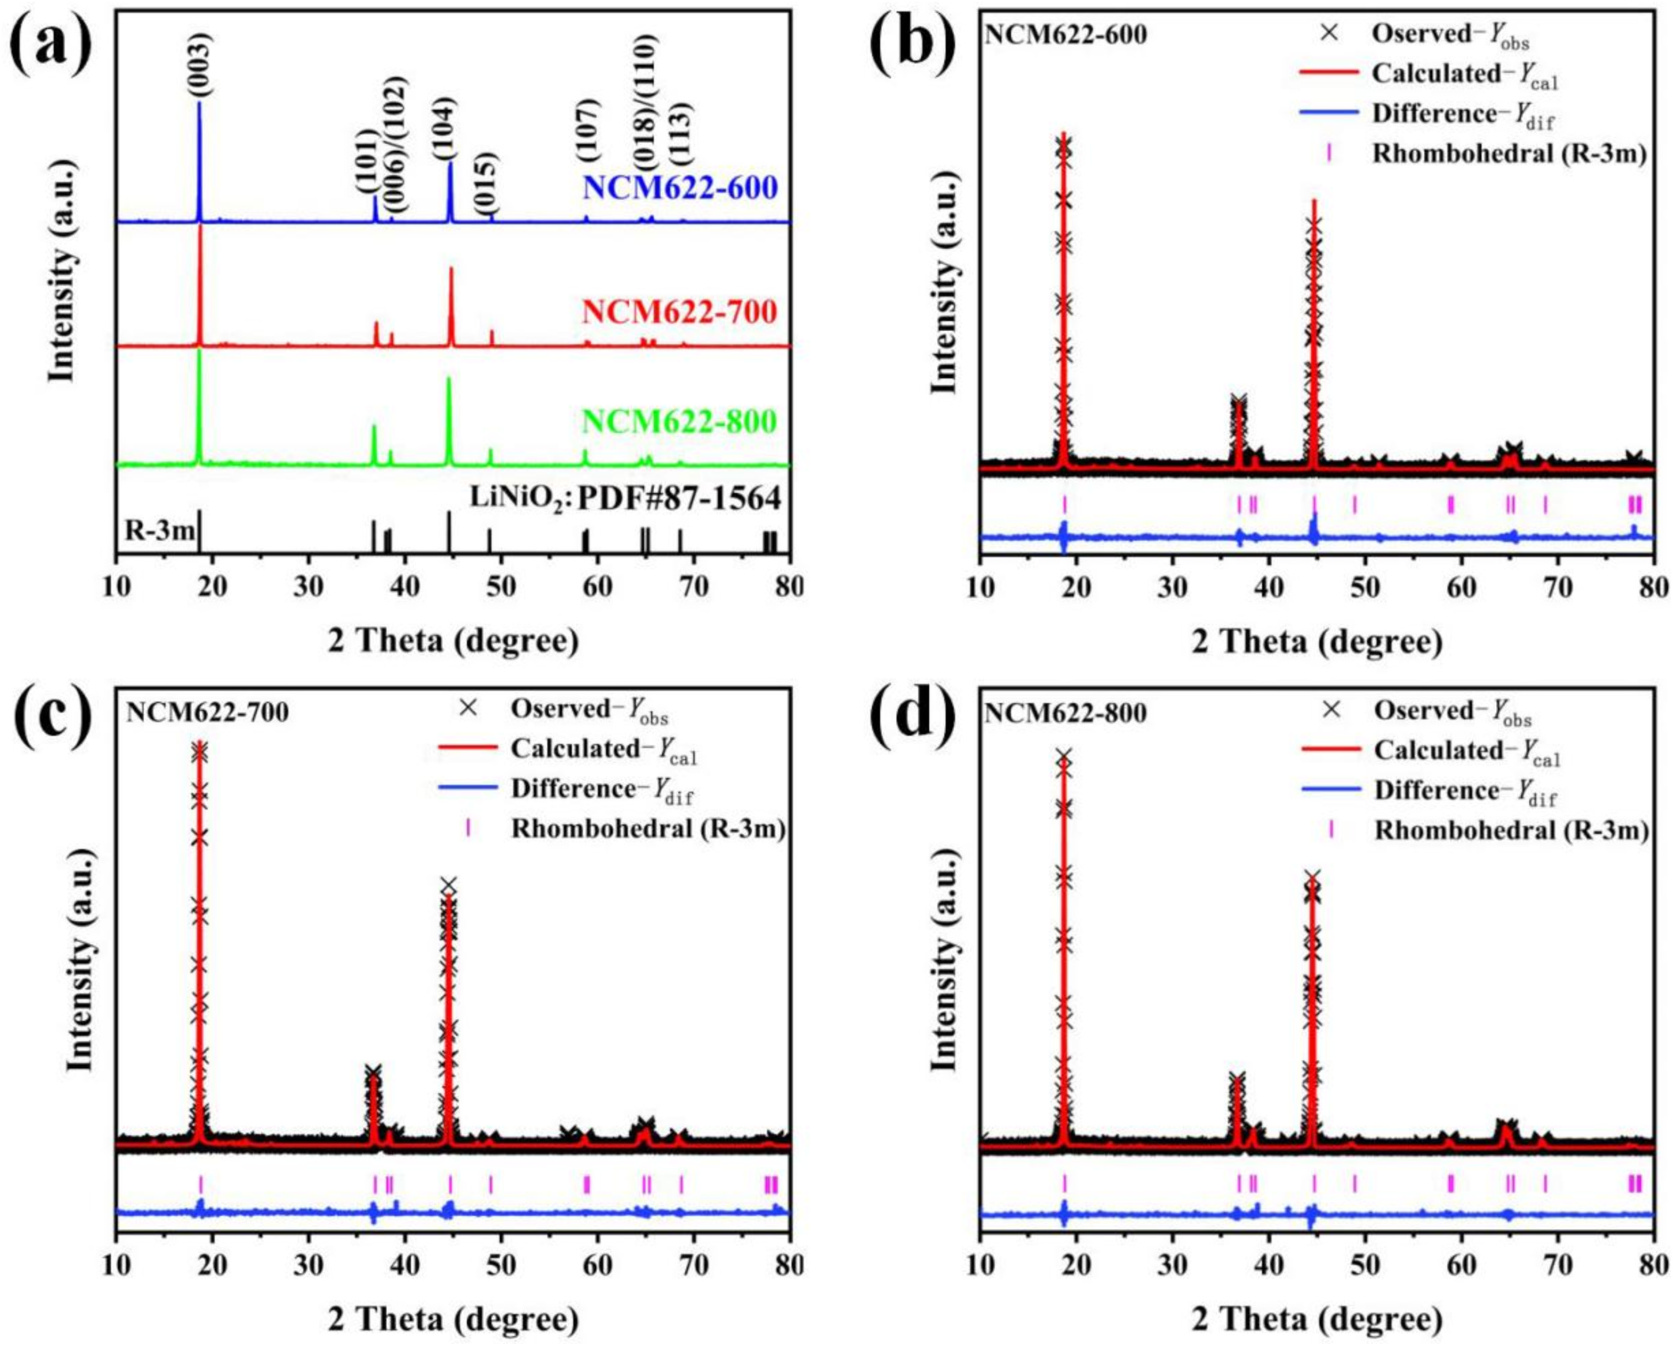 (a)
(003)
(101)
(006)/(102)
(104)
(015)
(107)
(018)/(110)
(113)
NCM622-600
NCM622-700
NCM622-800
LiNiO₂: PDF#87-1564
R-3m
Intensity (a.u.)
10 20 30 40 50 60 70 80
2 Theta (degree)
(b)
NCM622-600
Oserved-Yobs
Calculated-Ycal
Difference-Ydif
Rhombohedral (R-3m)
Intensity (a.u.)
10 20 30 40 50 60 70 80
2 Theta (degree)
(c)
NCM622-700
Oserved-Yobs
Calculated-Ycal
Difference-Ydif
Rhombohedral (R-3m)
Intensity (a.u.)
10 20 30 40 50 60 70 80
2 Theta (degree)
(d)
NCM622-800
Oserved-Yobs
Calculated-Ycal
Difference-Ydif
Rhombohedral (R-3m)
Intensity (a.u.)
10 20 30 40 50 60 70 80
2 Theta (degree)